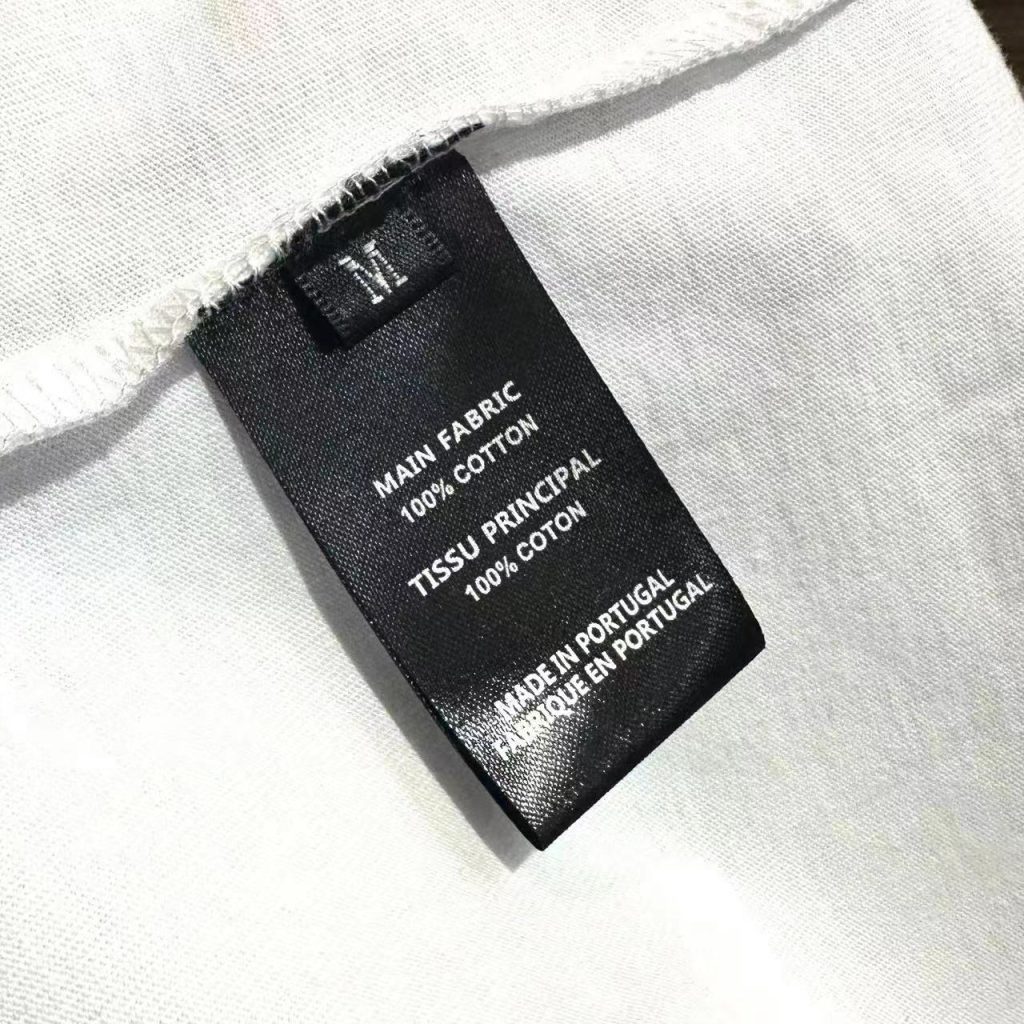 M
MAIN FABRIC
100% COTTON
TISSU PRINCIPAL
100% COTON
MADE IN PORTUGAL
FABRIQUE EN PORTUGAL